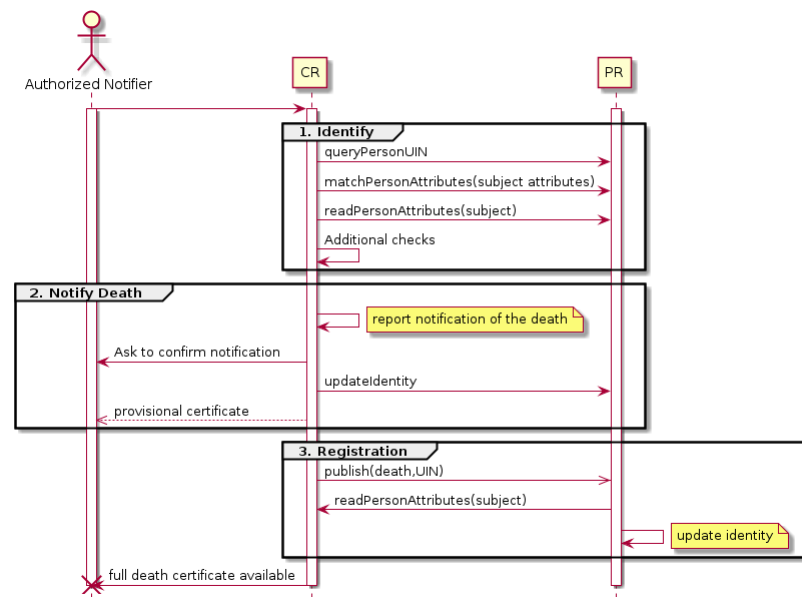 Authorized Notifier
CR
PR
1. Identify
queryPersonUIN
matchPersonAttributes(subject attributes)
readPersonAttributes(subject)
Additional checks
2. Notify Death
report notification of the death
Ask to confirm notification
updateIdentity
provisional certificate
3. Registration
publish(death,UIN)
readPersonAttributes(subject)
update identity
full death certificate available